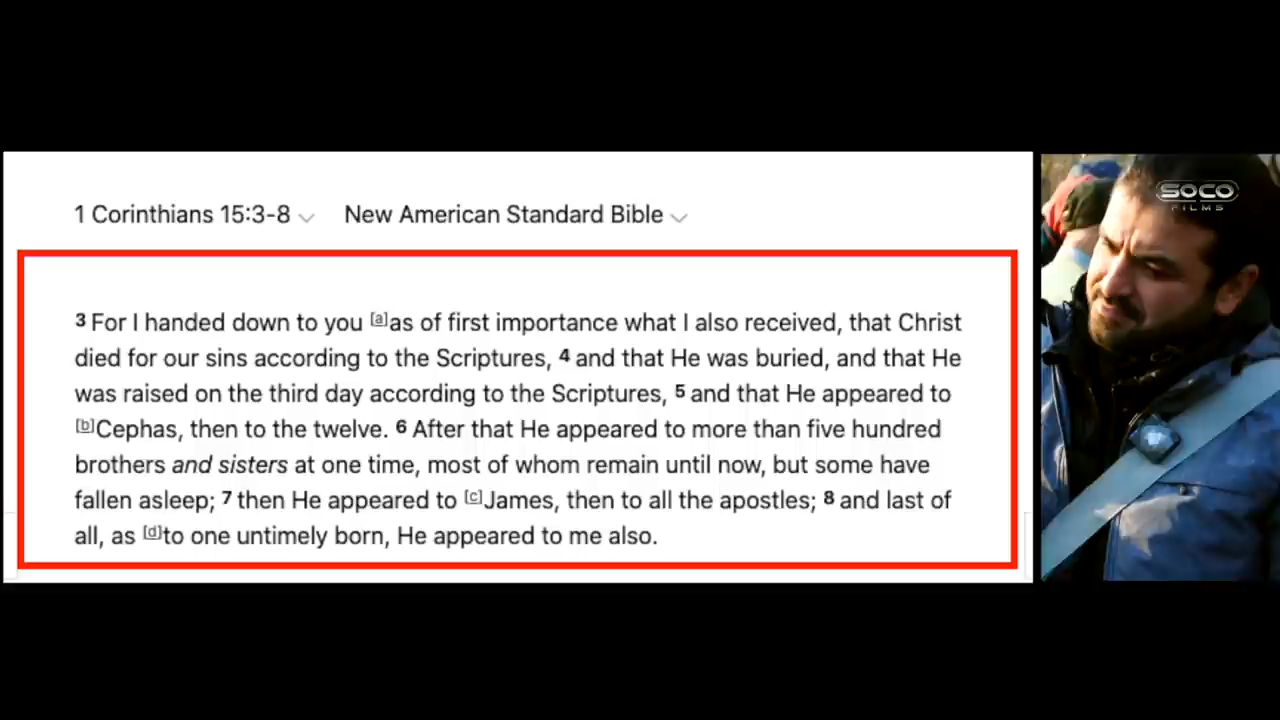 1 Corinthians 15:3-8 New American Standard Bible
3 For I handed down to you [a]as of first importance what I also received, that Christ
died for our sins according to the Scriptures, 4 and that He was buried, and that He
was raised on the third day according to the Scriptures, 5 and that He appeared to
[b]Cephas, then to the twelve. 6 After that He appeared to more than five hundred
brothers and sisters at one time, most of whom remain until now, but some have
fallen asleep; 7 then He appeared to [c]James, then to all the apostles; 8 and last of
all, as [d]to one untimely born, He appeared to me also.
SOCO
FILMS